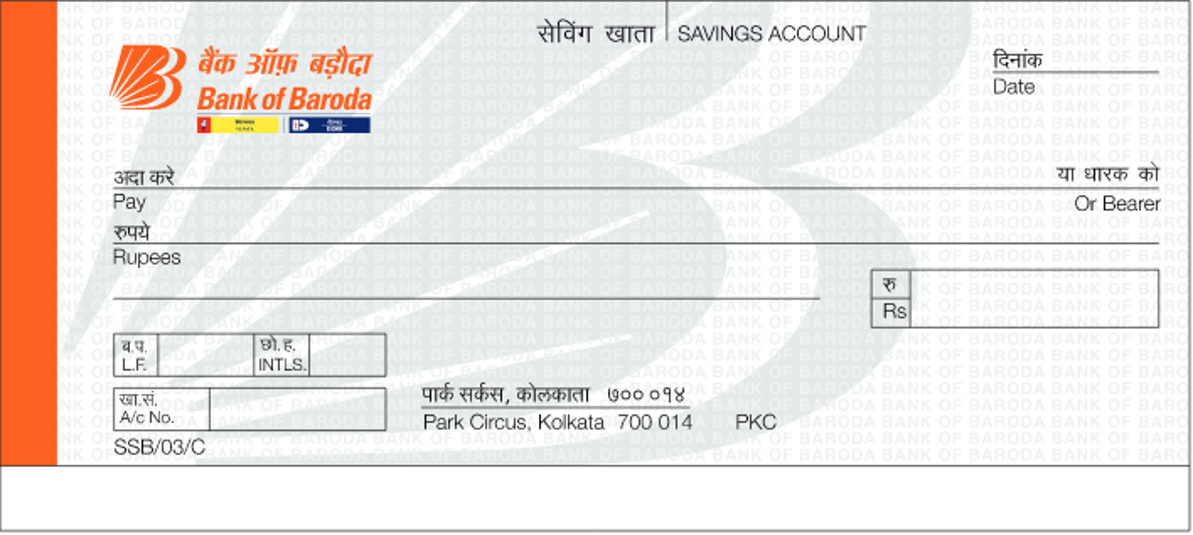 सेविंग खाता SAVINGS ACCOUNT
बैंक ऑफ़ बड़ौदा
Bank of Baroda
दिनांक
Date
अदा करे या धारक को
Pay Or Bearer
रुपये
Rupees
रु
Rs
ब.प. छो.ह.
L.F. INTLS.
खा.सं.
A/c No.
पार्क सर्कस, कोलकाता ७०० ०१४
Park Circus, Kolkata 700 014 PKC
SSB/03/C